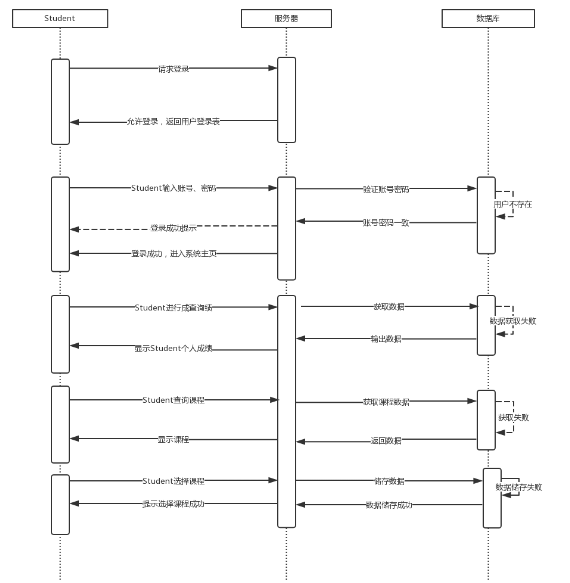 Student
服务器
数据库
请求登录
允许登录，返回用户登录表
Student输入账号、密码
验证账号密码
用户不存在
账号密码一致
登录成功提示
登录成功，进入系统主页
Student进行成查询绩
获取数据
数据获取失败
输出数据
显示Student个人成绩
Student查询课程
获取课程数据
获取失败
显示课程
返回数据
Student选择课程
储存数据
数据储存失败
提示选择课程成功
数据储存成功